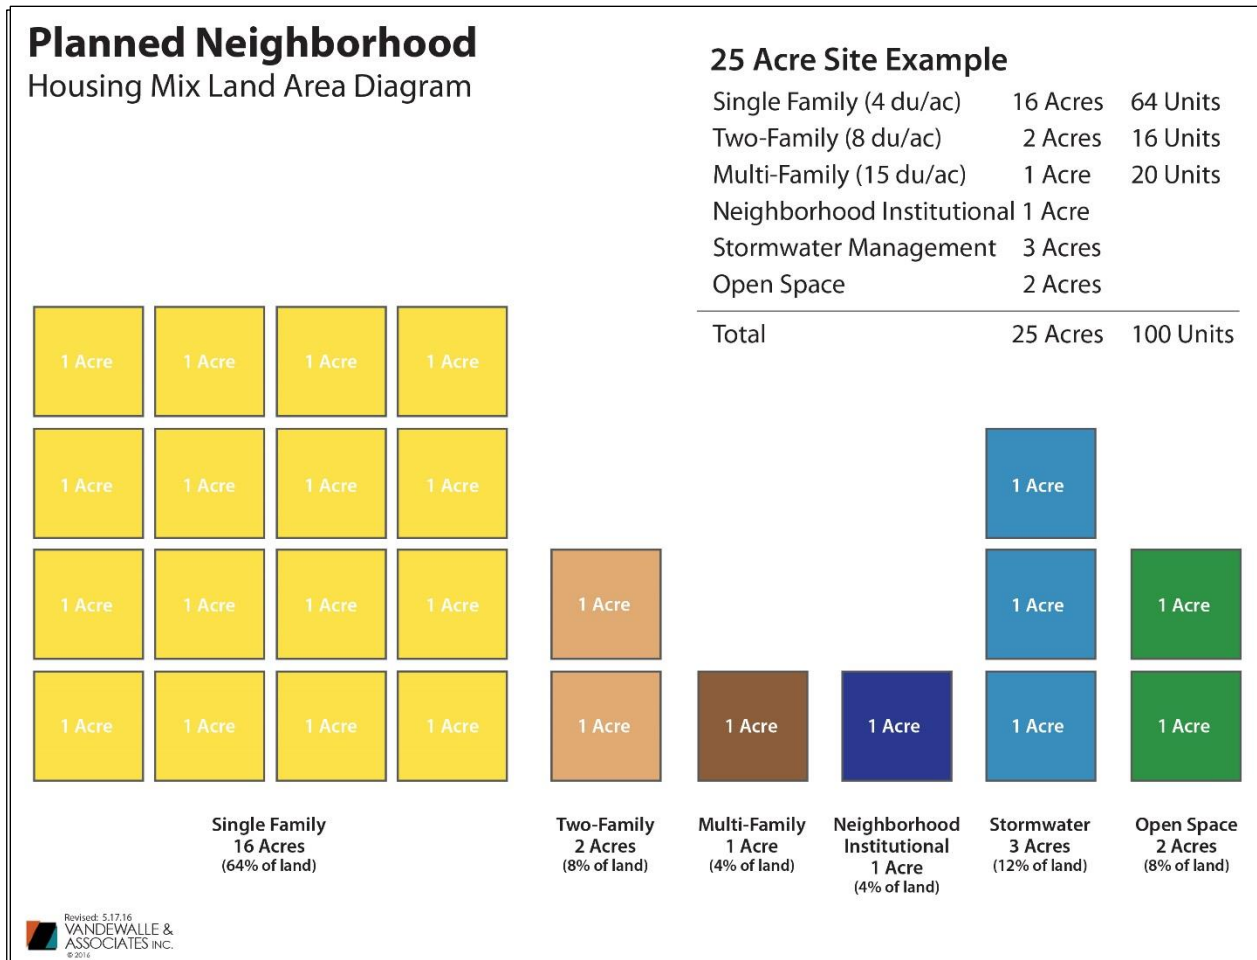 Planned Neighborhood
Housing Mix Land Area Diagram
25 Acre Site Example
Single Family (4 du/ac) 16 Acres 64 Units
Two-Family (8 du/ac) 2 Acres 16 Units
Multi-Family (15 du/ac) 1 Acre 20 Units
Neighborhood Institutional 1 Acre
Stormwater Management 3 Acres
Open Space 2 Acres
Total 25 Acres 100 Units
1 Acre 1 Acre 1 Acre 1 Acre
1 Acre 1 Acre 1 Acre 1 Acre 1 Acre
1 Acre 1 Acre 1 Acre 1 Acre 1 Acre 1 Acre 1 Acre
1 Acre 1 Acre 1 Acre 1 Acre 1 Acre 1 Acre 1 Acre 1 Acre 1 Acre
Single Family
16 Acres
(64% of land)
Two-Family
2 Acres
(8% of land)
Multi-Family
1 Acre
(4% of land)
Neighborhood
Institutional
1 Acre
(4% of land)
Stormwater
3 Acres
(12% of land)
Open Space
2 Acres
(8% of land)
Revised: 5.17.16
VANDEWALLE &
ASSOCIATES INC.
© 2016